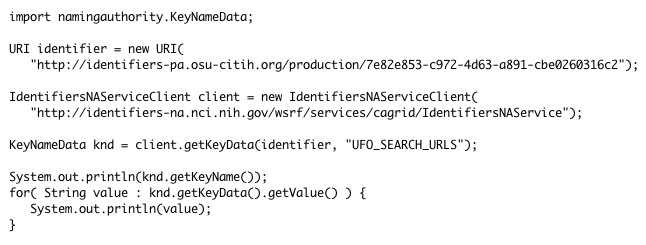 import namingauthority.KeyNameData;
URI identifier = new URI(
"http://identifiers-pa.osu-citih.org/production/7e82e853-c972-4d63-a891-cbe0260316c2");
IdentifiersNAServiceClient client = new IdentifiersNAServiceClient(
"http://identifiers-na.nci.nih.gov/wsrf/services/cagrid/IdentifiersNAService");
KeyNameData knd = client.getKeyData(identifier, "UFO_SEARCH_URLS");
System.out.println(knd.getKeyName());
for( String value : knd.getKeyData().getValue() ) {
System.out.println(value);
}